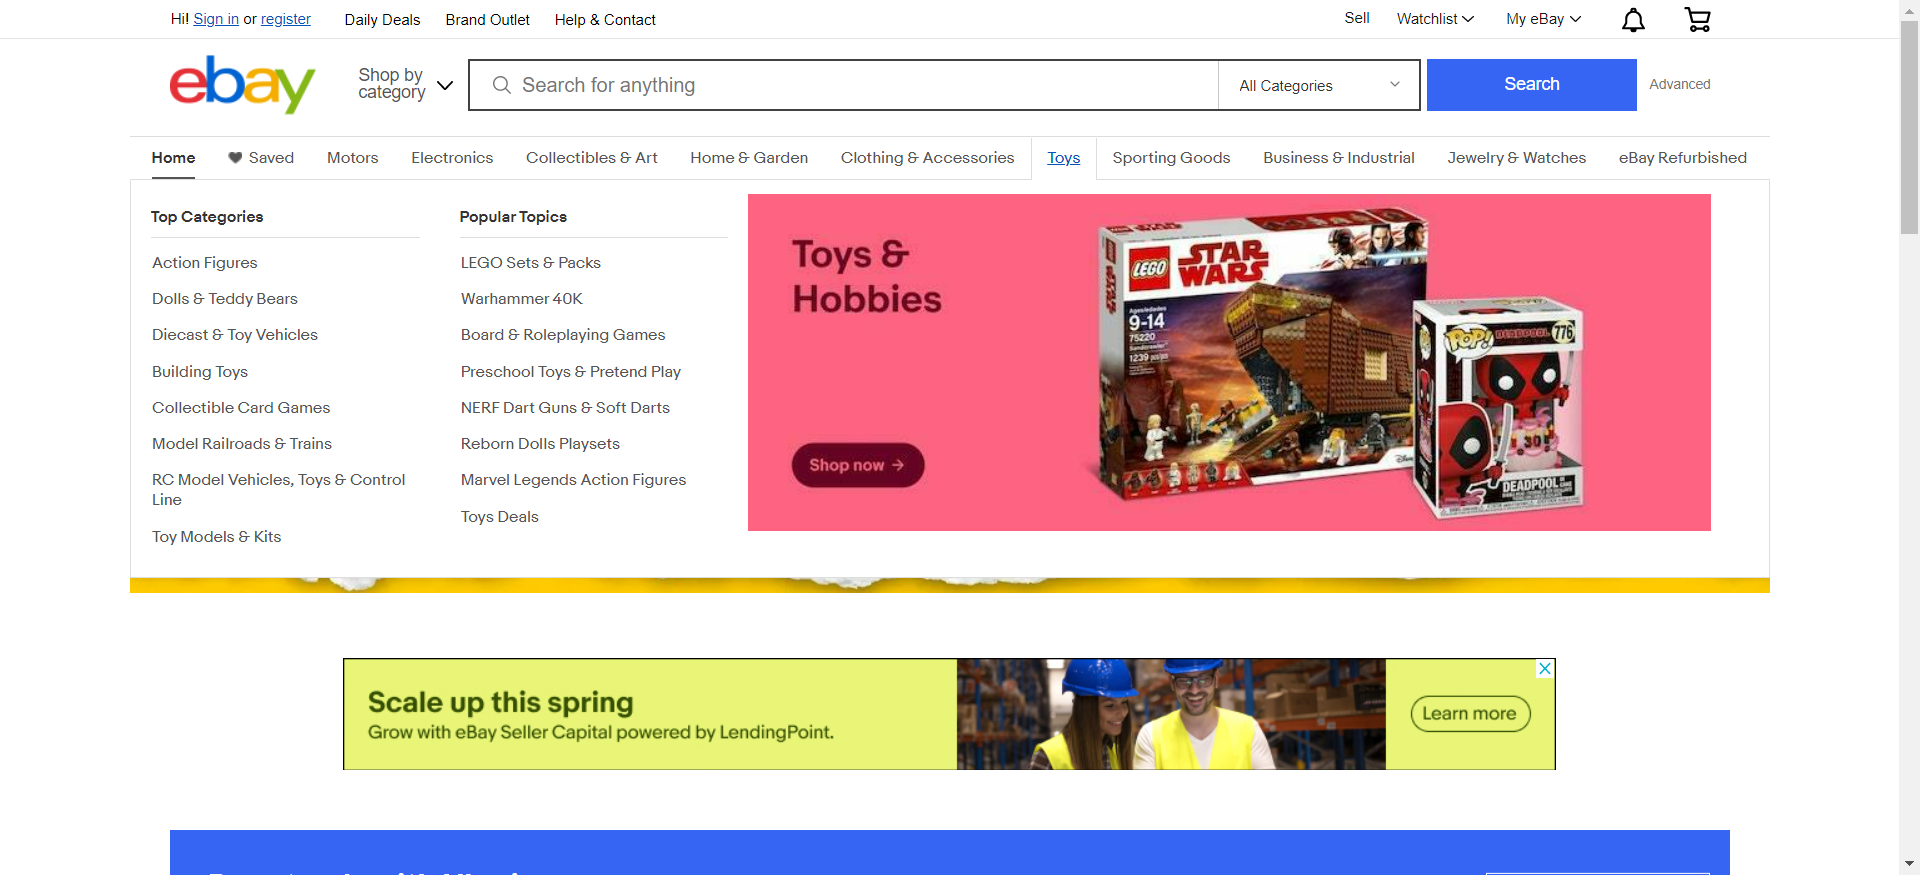 Hi! Sign in or register
Daily Deals
Brand Outlet
Help & Contact
Sell
Watchlist
My eBay
ebay
Shop by
category
Search for anything
All Categories
Search
Advanced
Home
Saved
Motors
Electronics
Collectibles & Art
Home & Garden
Clothing & Accessories
Toys
Sporting Goods
Business & Industrial
Jewelry & Watches
eBay Refurbished
Top Categories
Action Figures
Dolls & Teddy Bears
Diecast & Toy Vehicles
Building Toys
Collectible Card Games
Model Railroads & Trains
RC Model Vehicles, Toys & Control
Line
Toy Models & Kits
Popular Topics
LEGO Sets & Packs
Warhammer 40K
Board & Roleplaying Games
Preschool Toys & Pretend Play
NERF Dart Guns & Soft Darts
Reborn Dolls Playsets
Marvel Legends Action Figures
Toys Deals
Toys &
Hobbies
Shop now →
LEGO
STAR
WARS
9-14
75220
1239
POP!
DEADPOOL
776
30
DEADPOOL
Scale up this spring
Grow with eBay Seller Capital powered by LendingPoint.
Learn more